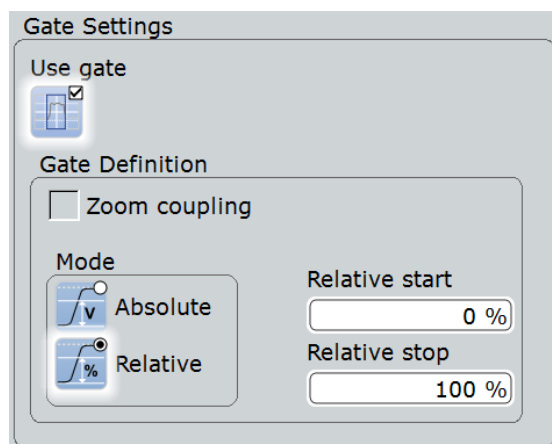 Gate Settings
Use gate
Gate Definition
Zoom coupling
Mode
V Absolute
% Relative
Relative start
0 %
Relative stop
100 %